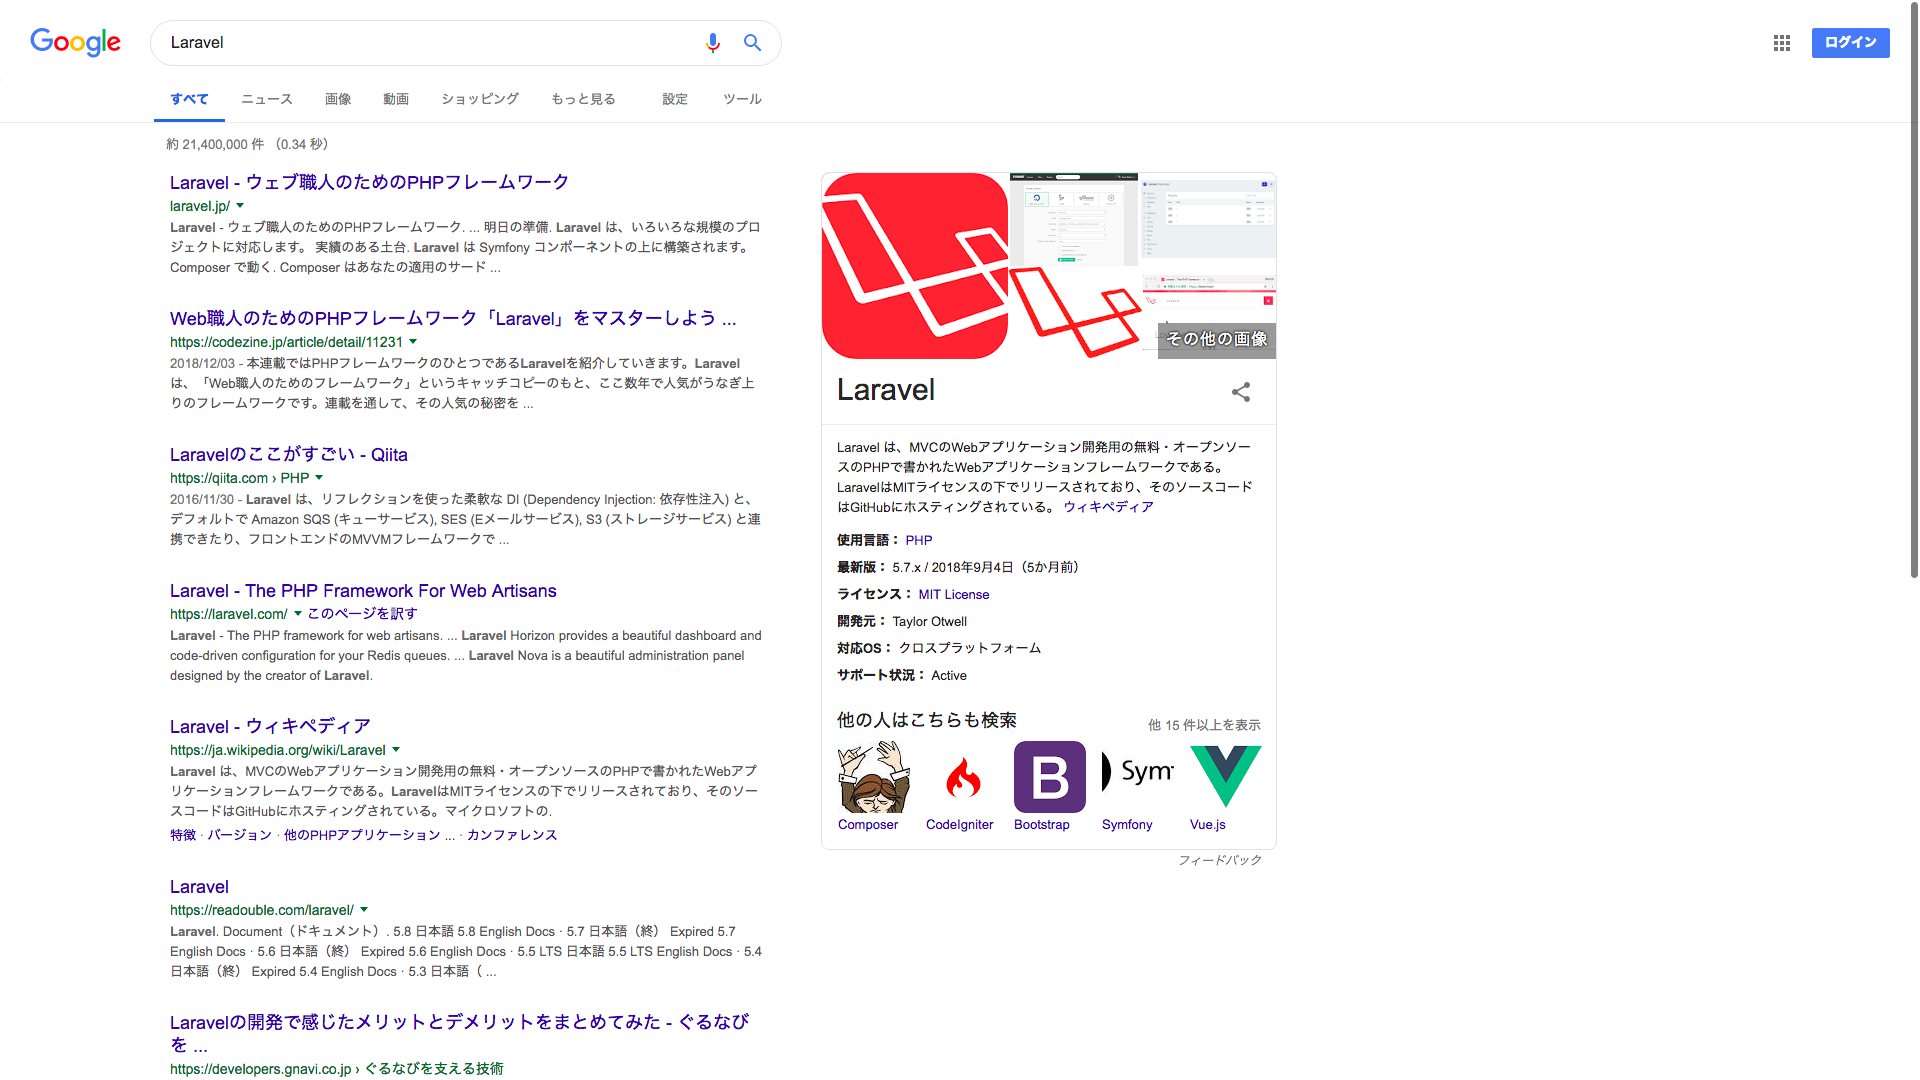 Google
Laravel
ログイン
すべて ニュース 画像 動画 ショッピング もっと見る 設定 ツール
約 21,400,000 件 （0.34 秒）
Laravel - ウェブ職人のためのPHPフレームワーク
laravel.jp/
Laravel - ウェブ職人のためのPHPフレームワーク. ... 明日の準備. Laravel は、いろいろな規模のプロ
ジェクトに対応します。 実績のある土台. Laravel は Symfony コンポーネントの上に構築されます。
Composer で動く. Composer はあなたの適用のサード ...
Web職人のためのPHPフレームワーク「Laravel」をマスターしよう ...
https://codezine.jp/article/detail/11231
2018/12/03 - 本連載ではPHPフレームワークのひとつであるLaravelを紹介していきます。Laravel
は、「Web職人のためのフレームワーク」というキャッチコピーのもと、ここ数年で人気がうなぎ上
りのフレームワークです。連載を通して、その人気の秘密を ...
Laravelのここがすごい - Qiita
https://qiita.com › PHP
2016/11/30 - Laravel は、リフレクションを使った柔軟な DI (Dependency Injection: 依存性注入) と、
デフォルトで Amazon SQS (キューサービス), SES (Eメールサービス), S3 (ストレージサービス) と連
携できたり、フロントエンドのMVVMフレームワークで ...
Laravel - The PHP Framework For Web Artisans
https://laravel.com/ このページを訳す
Laravel - The PHP framework for web artisans. ... Laravel Horizon provides a beautiful dashboard and
code-driven configuration for your Redis queues. ... Laravel Nova is a beautiful administration panel
designed by the creator of Laravel.
Laravel - ウィキペディア
https://ja.wikipedia.org/wiki/Laravel
Laravel は、MVCのWebアプリケーション開発用の無料・オープンソースのPHPで書かれたWebアプ
リケーションフレームワークである。LaravelはMITライセンスの下でリリースされており、そのソー
スコードはGitHubにホスティングされている。マイクロソフトの.
特徴 · バージョン · 他のPHPアプリケーション ... · カンファレンス
Laravel
https://readouble.com/laravel/
Laravel. Document（ドキュメント）. 5.8 日本語 5.8 English Docs · 5.7 日本語（終） Expired 5.7
English Docs · 5.6 日本語（終） Expired 5.6 English Docs · 5.5 LTS 日本語 5.5 LTS English Docs · 5.4
日本語（終） Expired 5.4 English Docs · 5.3 日本語（ ...
Laravelの開発で感じたメリットとデメリットをまとめてみた - ぐるなび
を ...
https://developers.gnavi.co.jp › ぐるなびを支える技術
その他の画像
Laravel
Laravel は、MVCのWebアプリケーション開発用の無料・オープンソー
スのPHPで書かれたWebアプリケーションフレームワークである。
LaravelはMITライセンスの下でリリースされており、そのソースコード
はGitHubにホスティングされている。 ウィキペディア
使用言語： PHP
最新版： 5.7.x / 2018年9月4日（5か月前）
ライセンス： MIT License
開発元： Taylor Otwell
対応OS： クロスプラットフォーム
サポート状況： Active
他の人はこちらも検索
他 15 件以上を表示
B
Sym
Composer CodeIgniter Bootstrap Symfony Vue.js
フィードバック